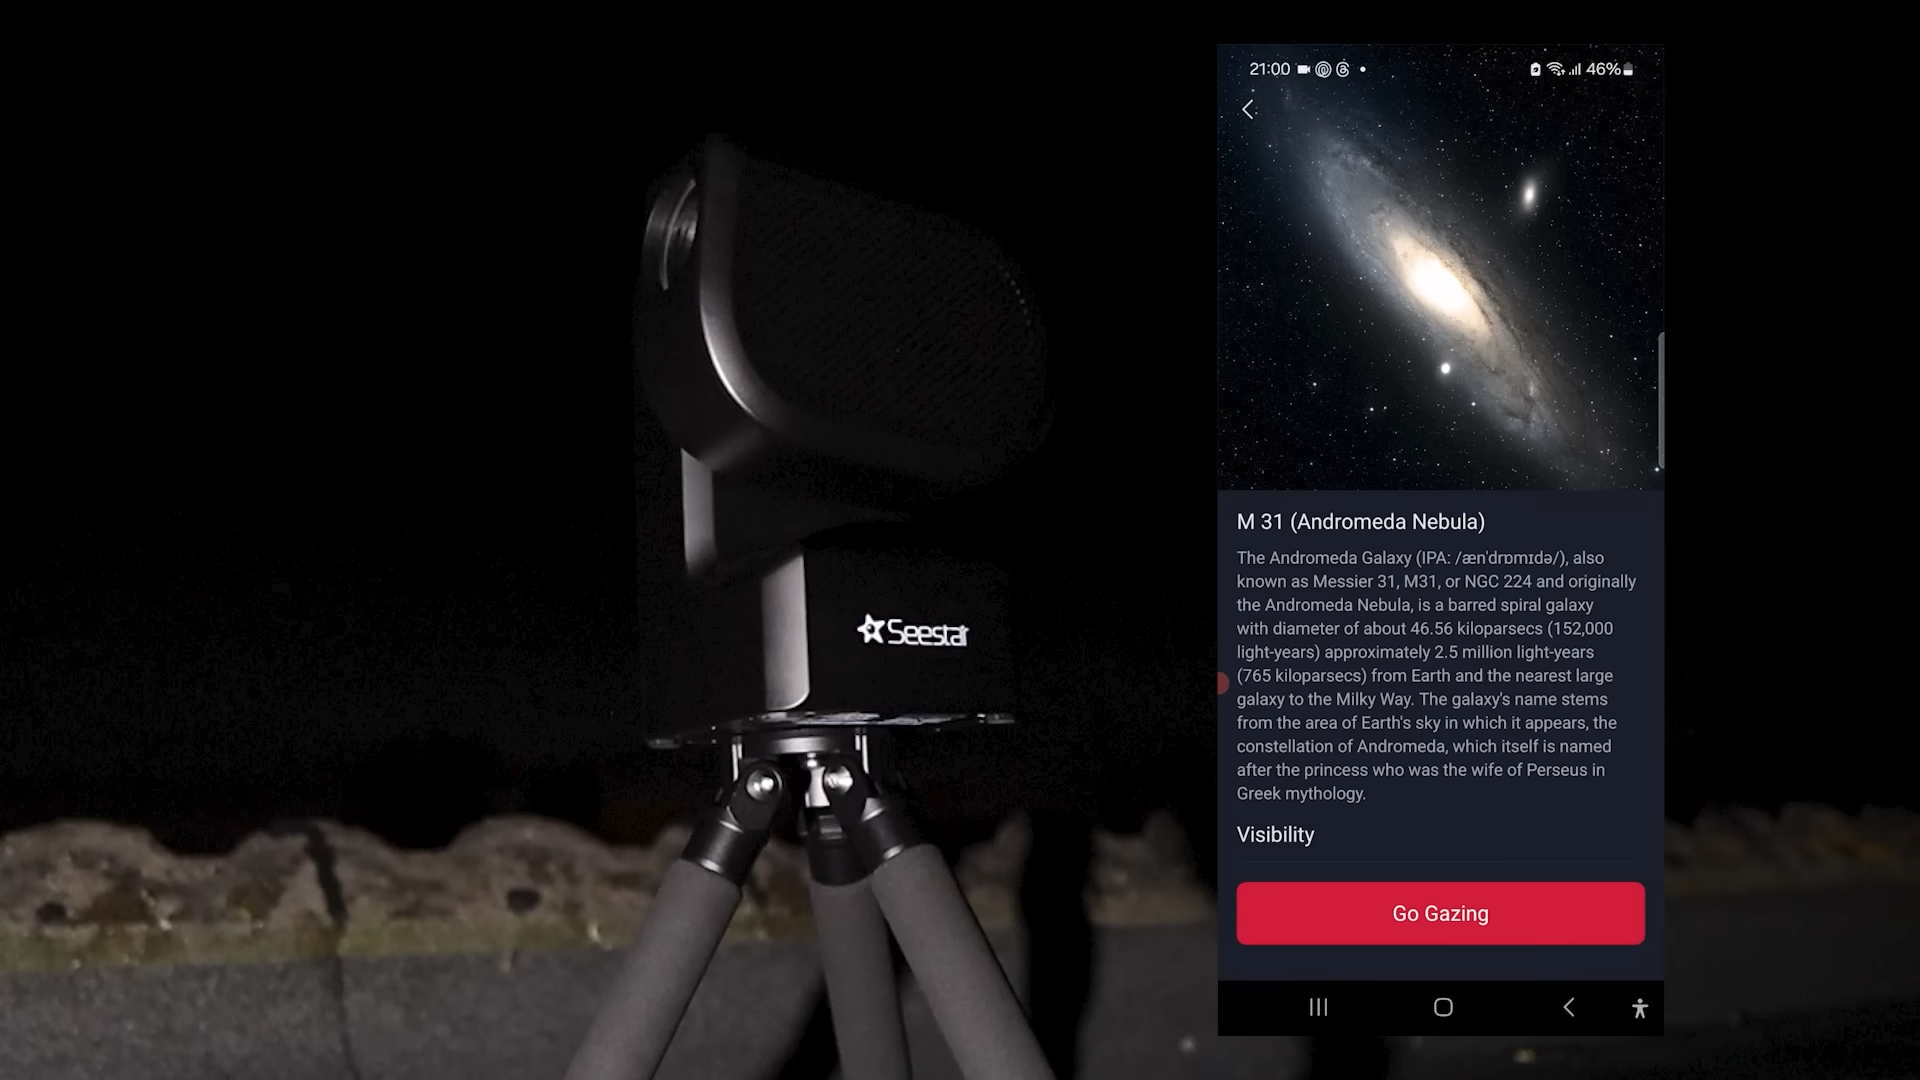 Seestar
21:00
46%
M 31 (Andromeda Nebula)
The Andromeda Galaxy (IPA: /ænˈdrɒmɪdə/), also
known as Messier 31, M31, or NGC 224 and originally
the Andromeda Nebula, is a barred spiral galaxy
with diameter of about 46.56 kiloparsecs (152,000
light-years) approximately 2.5 million light-years
(765 kiloparsecs) from Earth and the nearest large
galaxy to the Milky Way. The galaxy's name stems
from the area of Earth's sky in which it appears, the
constellation of Andromeda, which itself is named
after the princess who was the wife of Perseus in
Greek mythology.
Visibility
Go Gazing